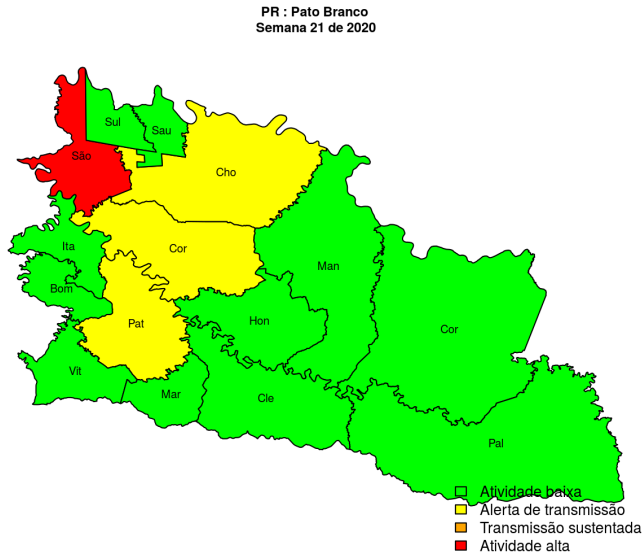 PR : Pato Branco
Semana 21 de 2020
Sul
Sau
São
Cho
Ita
Cor
Man
Bom
Pat
Hon
Cor
Vit
Mar
Cle
Pal
Atividade baixa
Alerta de transmissão
Transmissão sustentada
Atividade alta